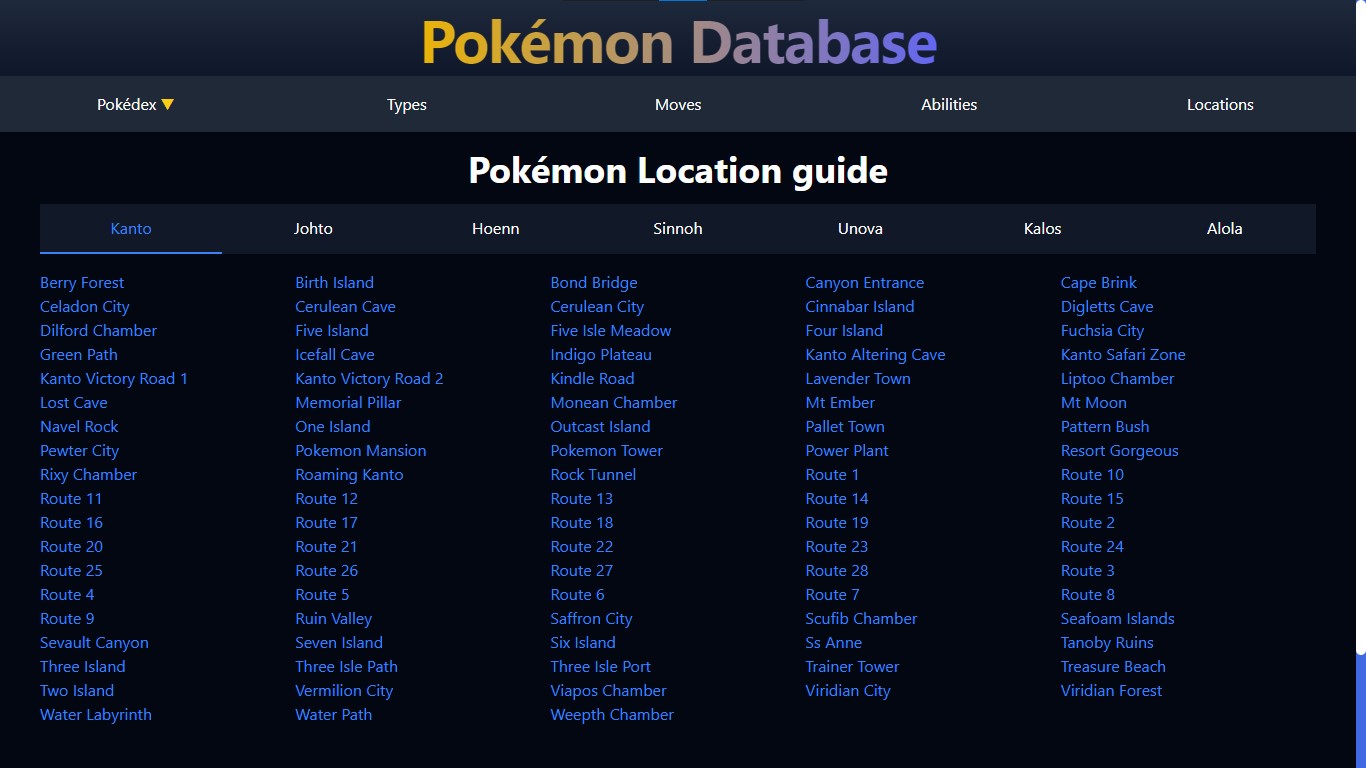 Pokémon Database
Pokédex ▼ Types Moves Abilities Locations
Pokémon Location guide
Kanto Johto Hoenn Sinnoh Unova Kalos Alola
Berry Forest Birth Island Bond Bridge Canyon Entrance Cape Brink
Celadon City Cerulean Cave Cerulean City Cinnabar Island Digletts Cave
Dilford Chamber Five Island Five Isle Meadow Four Island Fuchsia City
Green Path Icefall Cave Indigo Plateau Kanto Altering Cave Kanto Safari Zone
Kanto Victory Road 1 Kanto Victory Road 2 Kindle Road Lavender Town Liptoo Chamber
Lost Cave Memorial Pillar Monean Chamber Mt Ember Mt Moon
Navel Rock One Island Outcast Island Pallet Town Pattern Bush
Pewter City Pokemon Mansion Pokemon Tower Power Plant Resort Gorgeous
Rixy Chamber Roaming Kanto Rock Tunnel Route 1 Route 10
Route 11 Route 12 Route 13 Route 14 Route 15
Route 16 Route 17 Route 18 Route 19 Route 2
Route 20 Route 21 Route 22 Route 23 Route 24
Route 25 Route 26 Route 27 Route 28 Route 3
Route 4 Route 5 Route 6 Route 7 Route 8
Route 9 Ruin Valley Saffron City Scufib Chamber Seafoam Islands
Sevault Canyon Seven Island Six Island Ss Anne Tanoby Ruins
Three Island Three Isle Path Three Isle Port Trainer Tower Treasure Beach
Two Island Vermilion City Viapos Chamber Viridian City Viridian Forest
Water Labyrinth Water Path Weepth Chamber